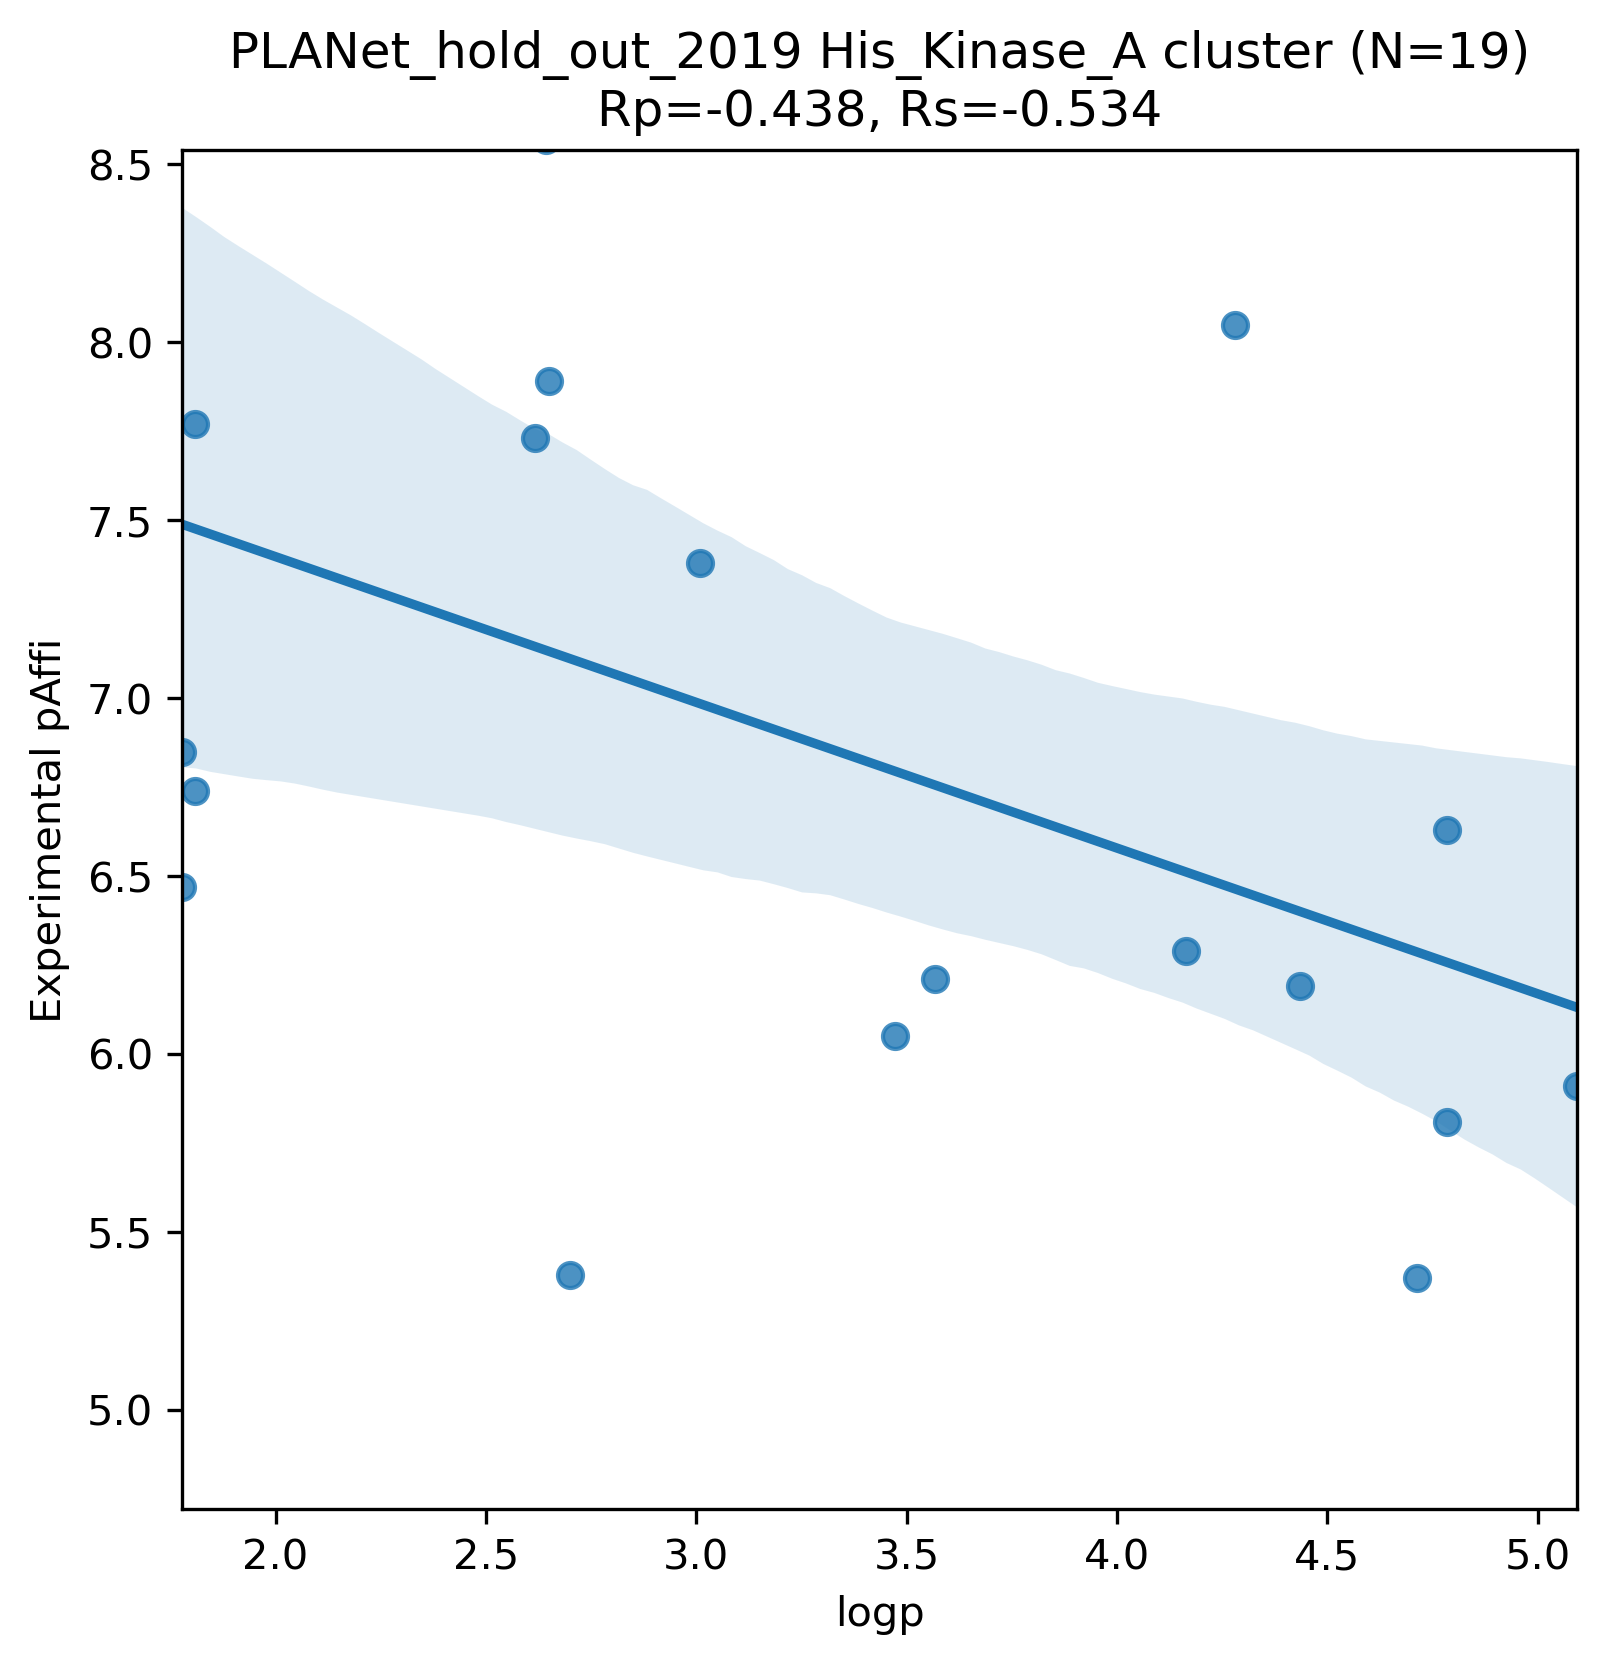 PLANet_hold_out_2019 His_Kinase_A cluster (N=19)
Rp=-0.438, Rs=-0.534
8.5
8.0
7.5
7.0
6.5
6.0
5.5
5.0
Experimental pAffi
2.0 2.5 3.0 3.5 4.0 4.5 5.0
logp